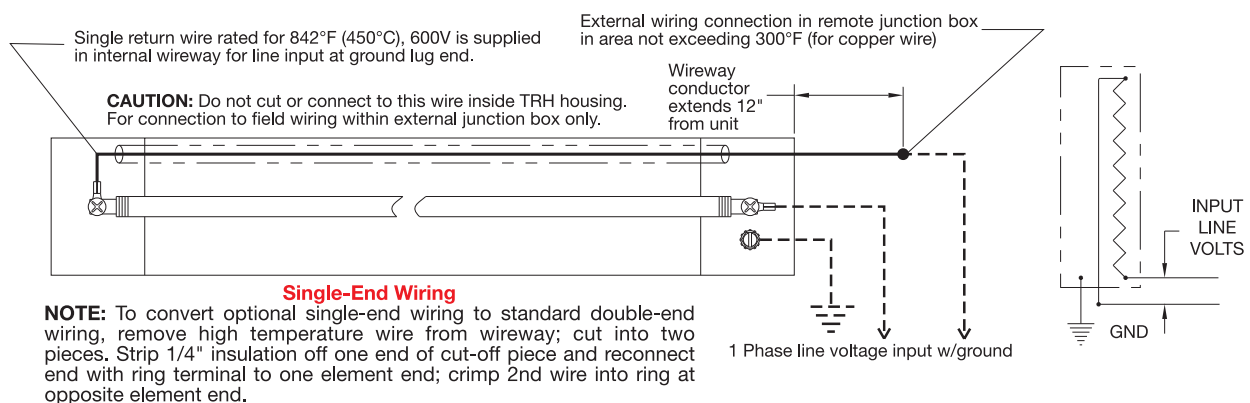 Single return wire rated for 842°F (450°C), 600V is supplied
in internal wireway for line input at ground lug end.
External wiring connection in remote junction box
in area not exceeding 300°F (for copper wire)
Wireway
conductor
extends 12"
from unit
CAUTION: Do not cut or connect to this wire inside TRH housing.
For connection to field wiring within external junction box only.
INPUT
LINE
VOLTS
GND
Single-End Wiring
1 Phase line voltage input w/ground
NOTE: To convert optional single-end wiring to standard double-end
wiring, remove high temperature wire from wireway; cut into two
pieces. Strip 1/4" insulation off one end of cut-off piece and reconnect
end with ring terminal to one element end; crimp 2nd wire into ring at
opposite element end.